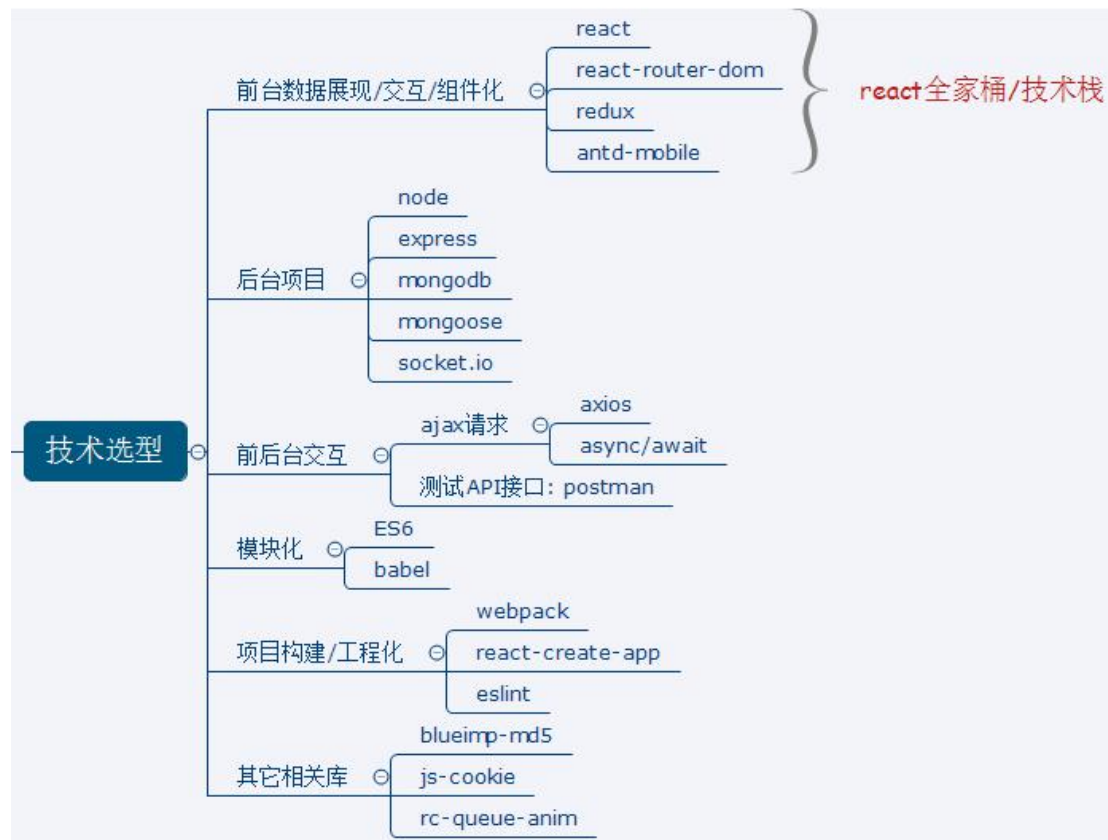 技术选型
前台数据展现/交互/组件化
react
react-router-dom
redux
antd-mobile
react全家桶/技术栈
后台项目
node
express
mongodb
mongoose
socket.io
前后台交互
ajax请求
axios
async/await
测试API接口: postman
模块化
ES6
babel
项目构建/工程化
webpack
react-create-app
eslint
其它相关库
blueimp-md5
js-cookie
rc-queue-anim